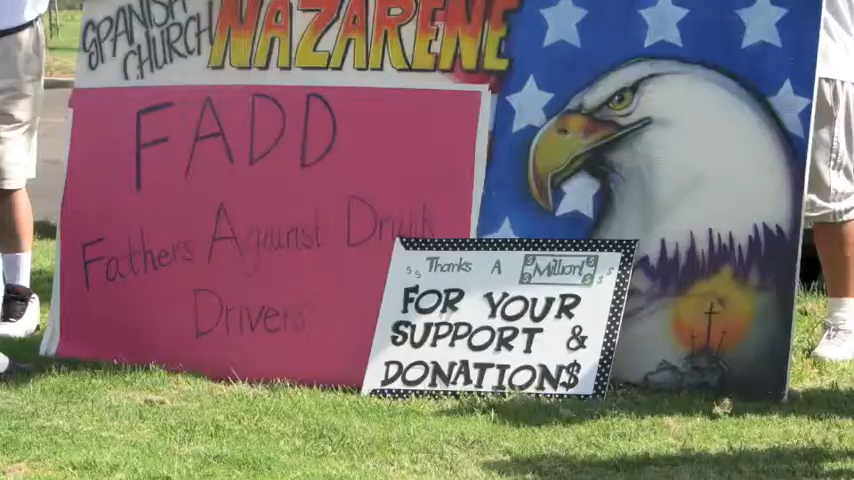 SPANISH
CHURCH
NAZARENE
FADD
Fathers Against Drunk
Drivers
$ $ Thanks A $ Million! $ $ $
FOR YOUR
SUPPORT &
DONATION$